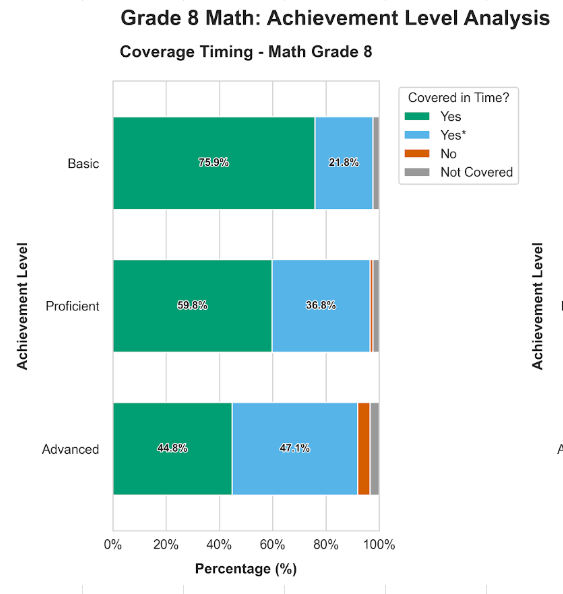 Grade 8 Math: Achievement Level Analysis
Coverage Timing - Math Grade 8
Covered in Time?
Yes
Yes*
No
Not Covered
Achievement Level
Basic
75.9%
21.8%
Proficient
59.8%
36.8%
Advanced
44.8%
47.1%
0%
20%
40%
60%
80%
100%
Percentage (%)
Achievement Level
A